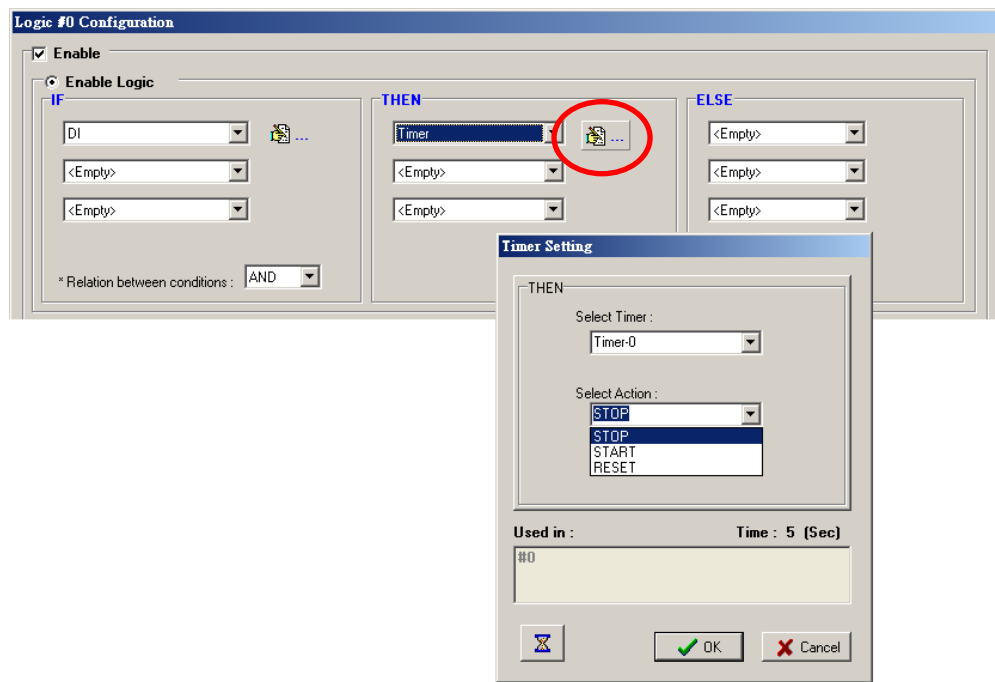 Logic #0 Configuration
Enable
Enable Logic
IF
THEN
ELSE
DI
...
Timer
...
<Empty>
<Empty>
<Empty>
<Empty>
<Empty>
<Empty>
<Empty>
* Relation between conditions :
AND
Timer Setting
THEN
Select Timer :
Timer-0
Select Action :
STOP
STOP
START
RESET
Used in :
Time : 5 (Sec)
#0
OK
Cancel